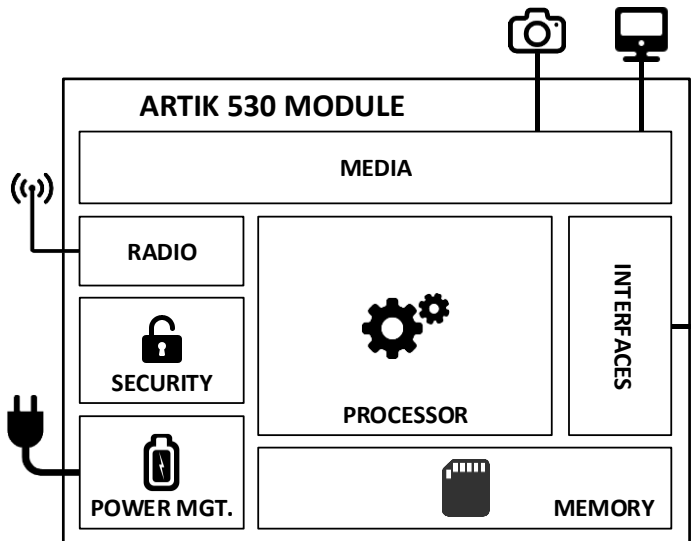 ARTIK 530 MODULE
MEDIA
RADIO
INTERFACES
SECURITY
PROCESSOR
POWER MGT.
MEMORY